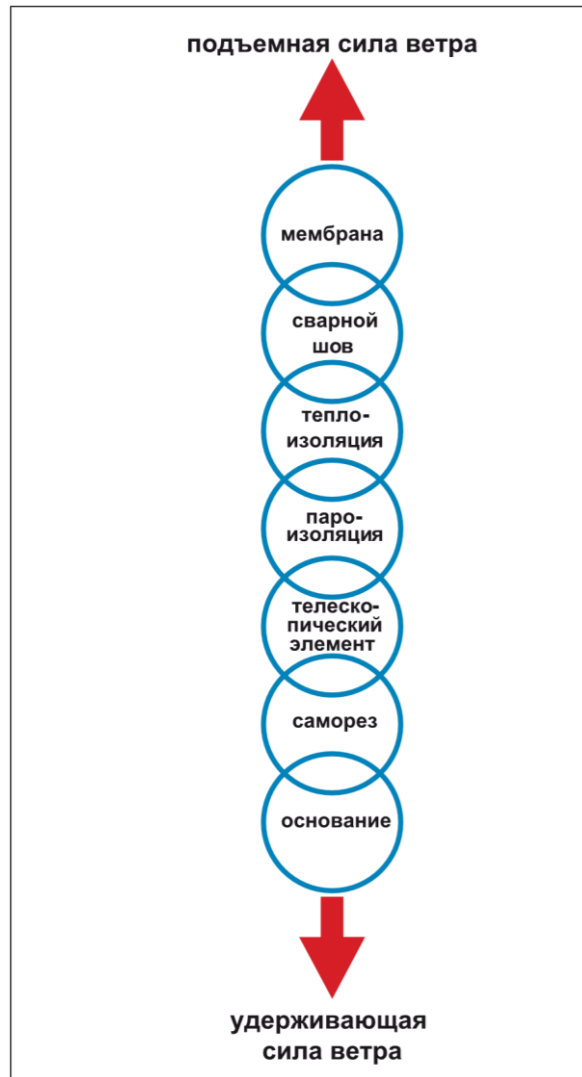 подъемная сила ветра
мембрана
сварной
шов
тепло-
изоляция
паро-
изоляция
телеско-
пический
элемент
саморез
основание
удерживающая
сила ветра